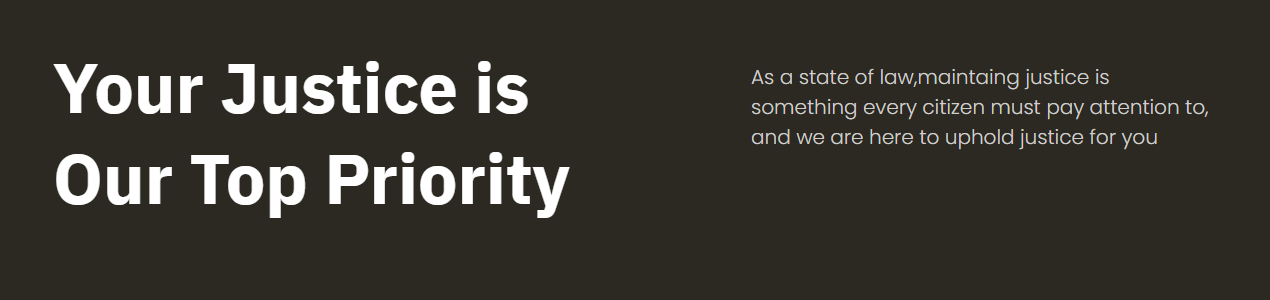 Your Justice is
Our Top Priority
As a state of law,maintaing justice is
something every citizen must pay attention to,
and we are here to uphold justice for you